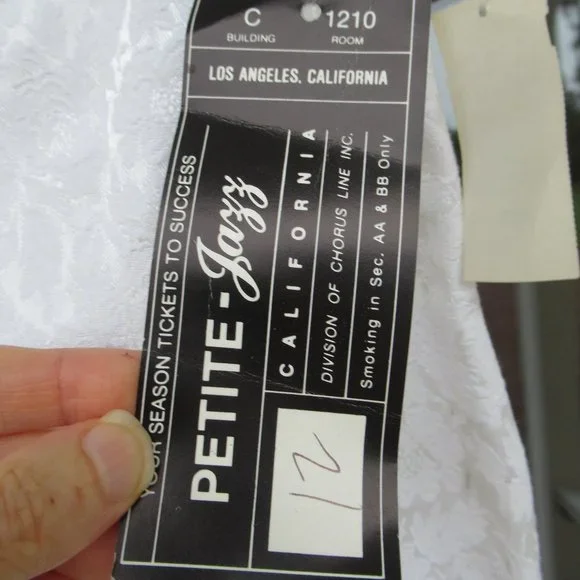 C 1210
BUILDING ROOM
LOS ANGELES, CALIFORNIA
YOUR SEASON TICKETS TO SUCCESS
PETITE-Jazz
CALIFORNIA
DIVISION OF CHORUS LINE INC.
Smoking in Sec. AA & BB Only
12